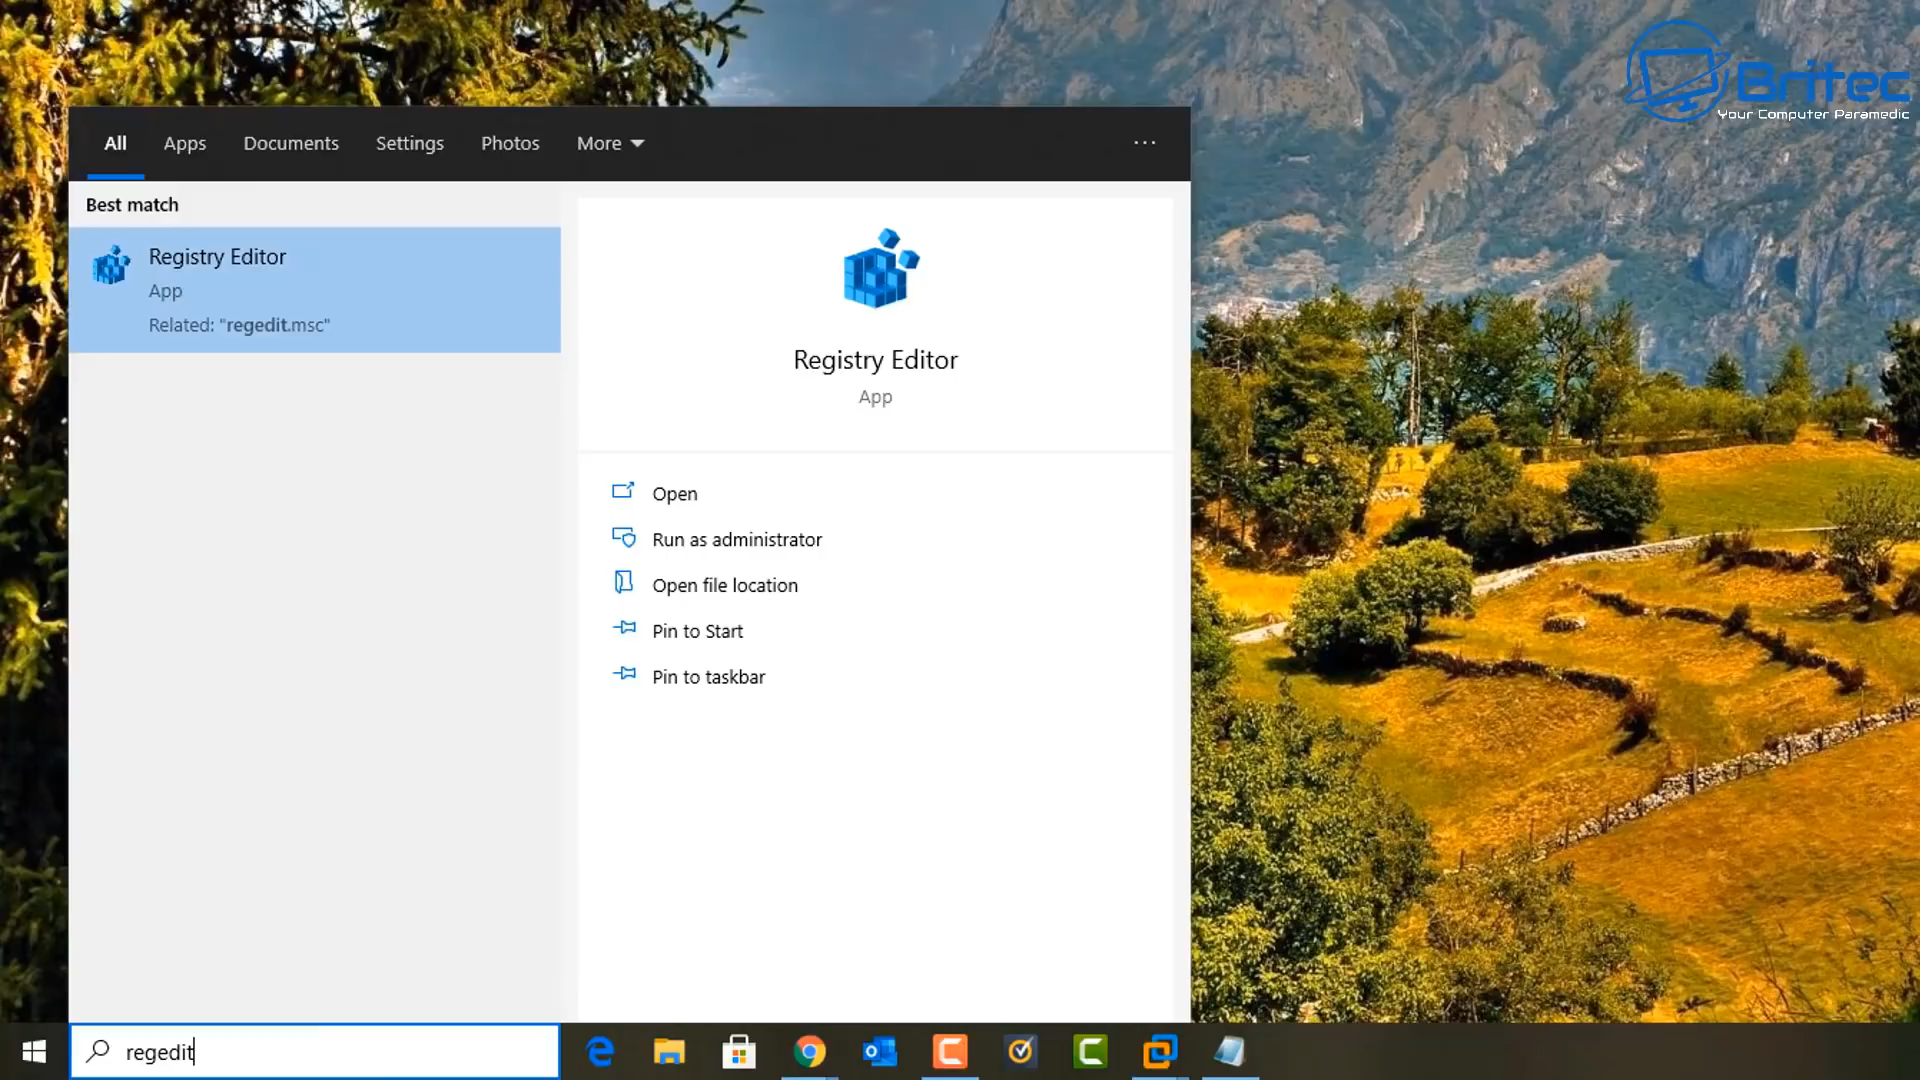 Britec
Your Computer Paramedic
All
Apps
Documents
Settings
Photos
More
Best match
Registry Editor
App
Related: "regedit.msc"
Registry Editor
App
Open
Run as administrator
Open file location
Pin to Start
Pin to taskbar
regedit